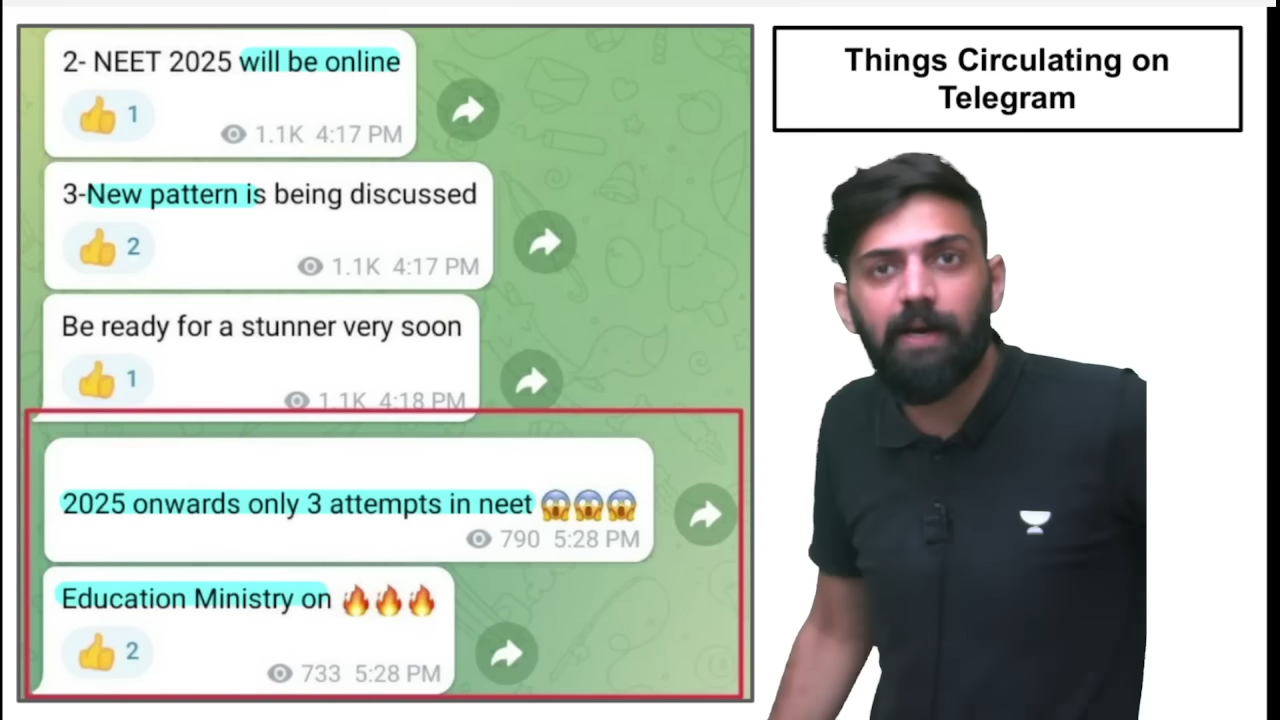 2- NEET 2025 will be online
👍 1
1.1K 4:17 PM
3-New pattern is being discussed
👍 2
1.1K 4:17 PM
Be ready for a stunner very soon
👍 1
1.1K 4:18 PM
2025 onwards only 3 attempts in neet 😱😱😱
790 5:28 PM
Education Ministry on 🔥🔥🔥
👍 2
733 5:28 PM
Things Circulating on
Telegram